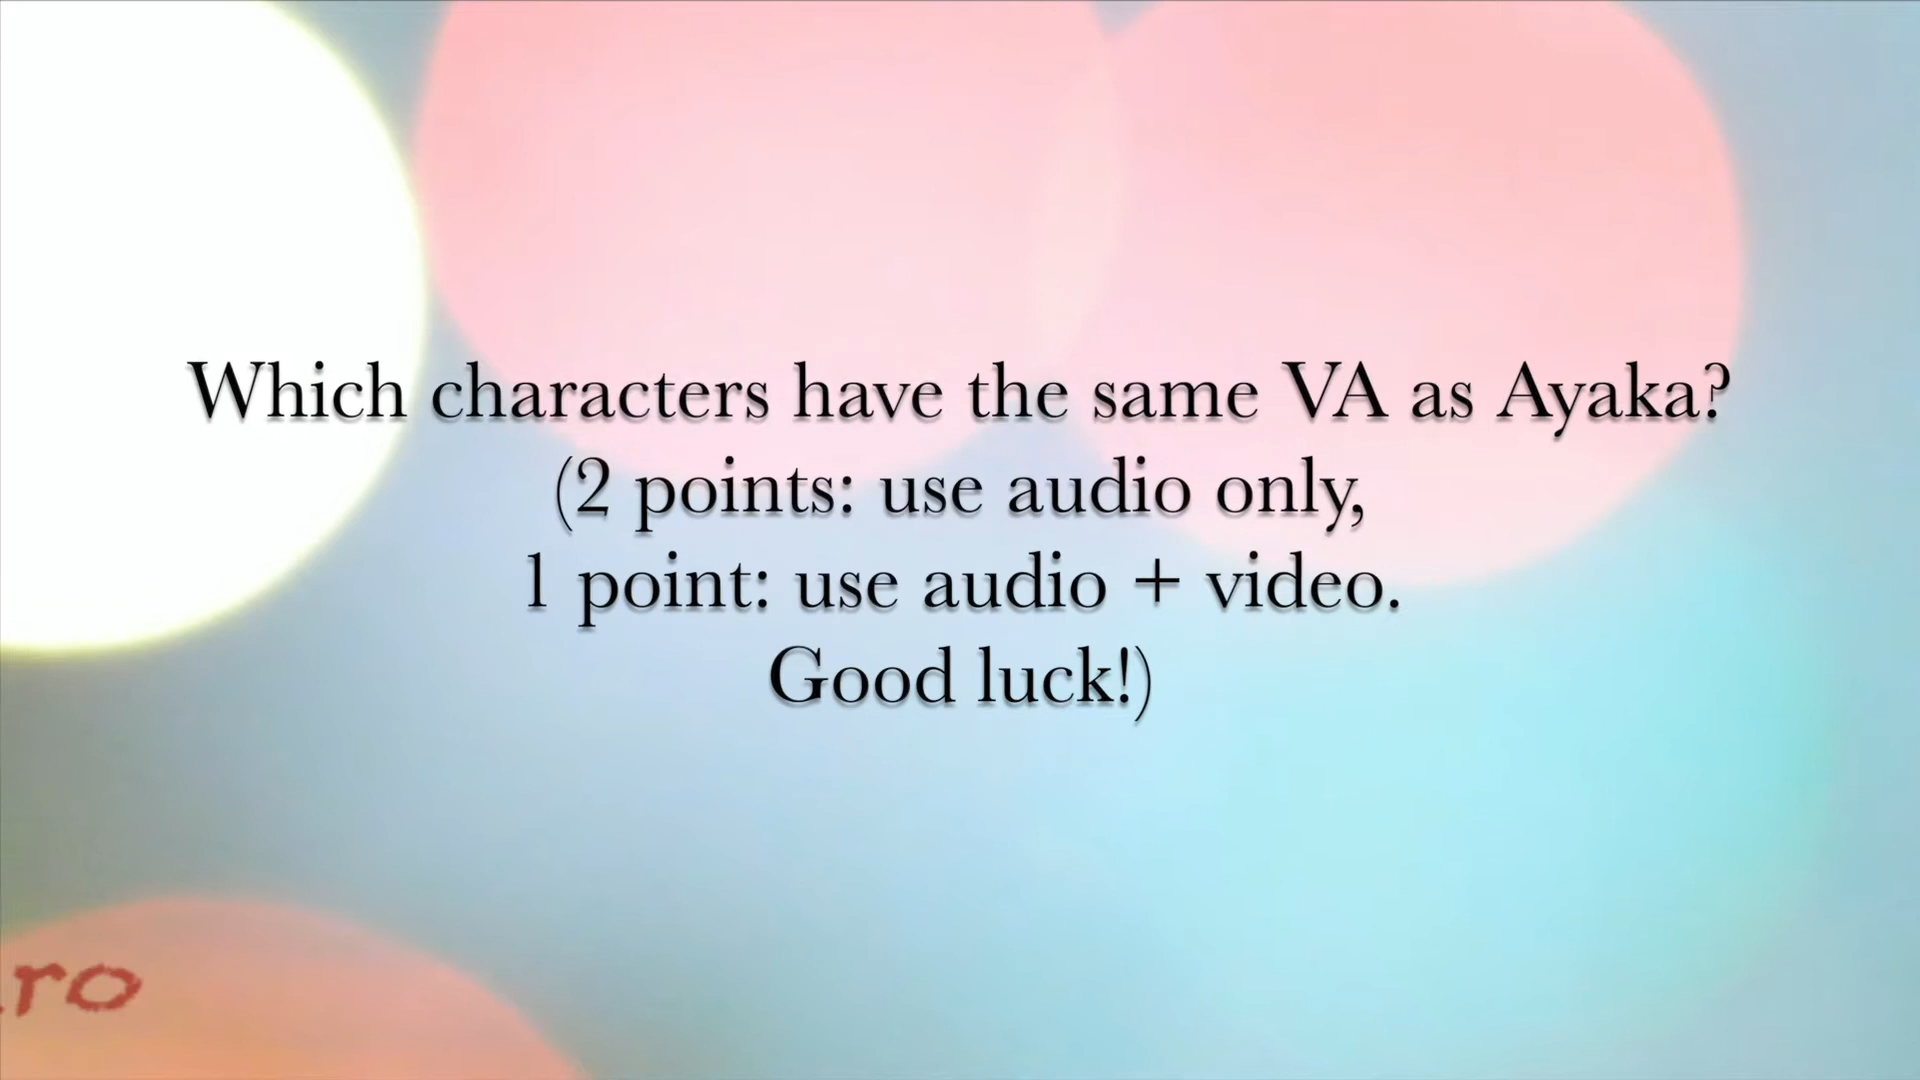 Which characters have the same VA as Ayaka?
(2 points: use audio only,
1 point: use audio + video.
Good luck!)
ro